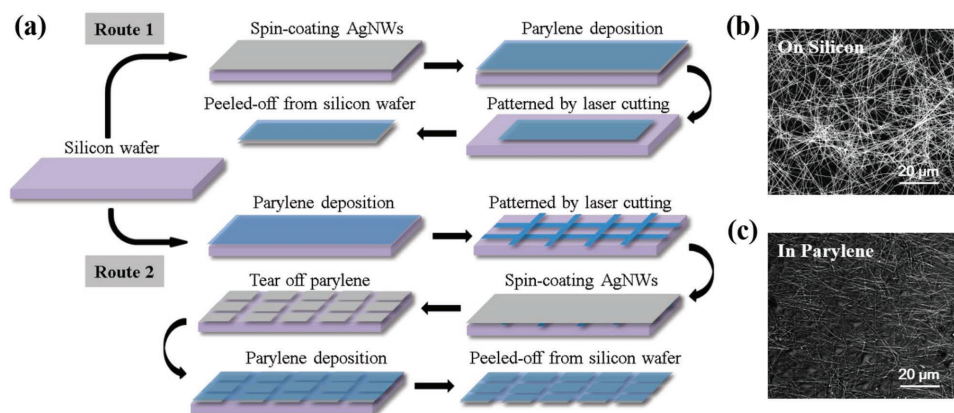 (a)
Route 1
Spin-coating AgNWs
Parylene deposition
Peeled-off from silicon wafer
Patterned by laser cutting
Silicon wafer
Parylene deposition
Patterned by laser cutting
Route 2
Tear off parylene
Spin-coating AgNWs
Parylene deposition
Peeled-off from silicon wafer
(b)
On Silicon
20 µm
(c)
In Parylene
20 µm